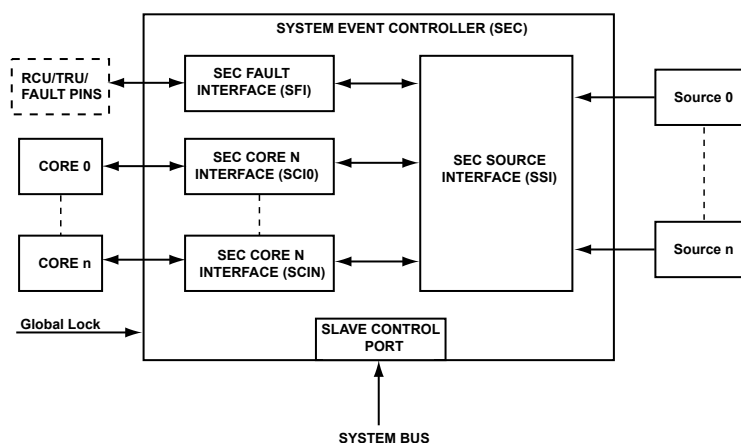 SYSTEM EVENT CONTROLLER (SEC)
RCU/TRU/
FAULT PINS
SEC FAULT
INTERFACE (SFI)
Source 0
CORE 0
SEC CORE N
INTERFACE (SCI0)
SEC SOURCE
INTERFACE (SSI)
CORE n
SEC CORE N
INTERFACE (SCIN)
Source n
Global Lock
SLAVE CONTROL
PORT
SYSTEM BUS